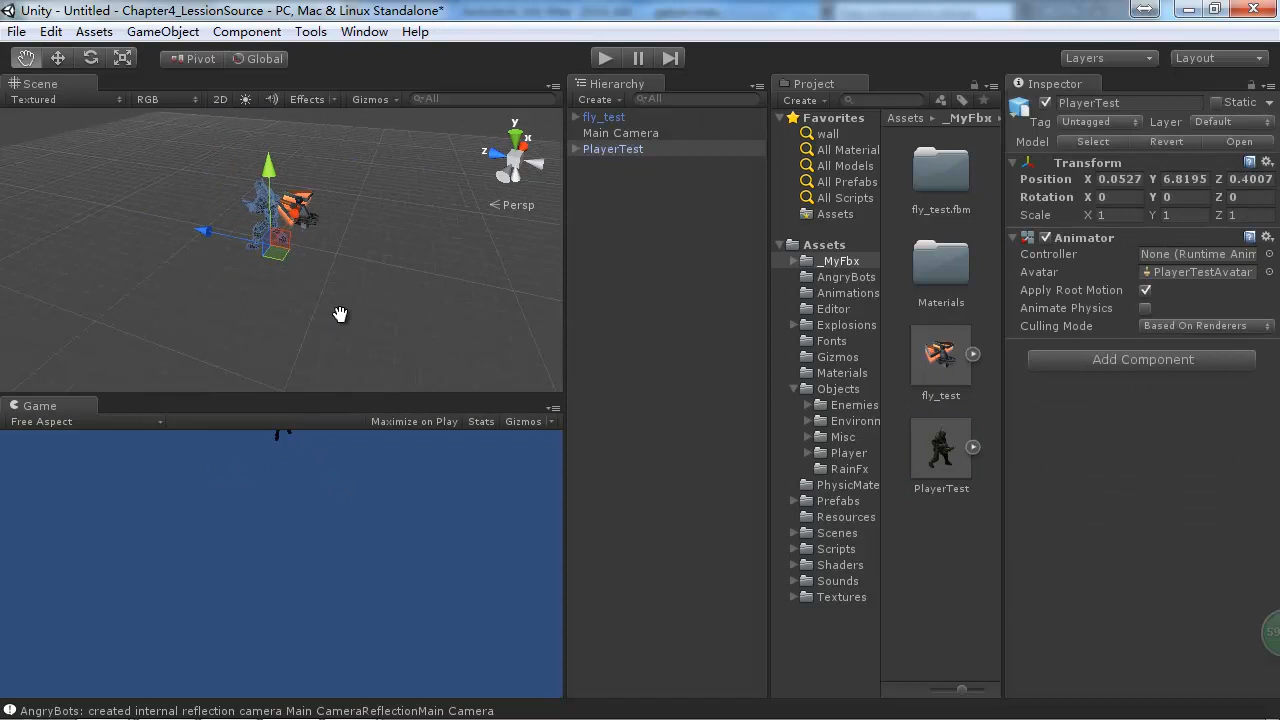 Unity - Untitled - Chapter4_LessionSource - PC, Mac & Linux Standalone*
File Edit Assets GameObject Component Tools Window Help
Pivot Global Layers Layout
Scene
Textured RGB 2D Effects Gizmos All
y
x
z
Persp
Game
Free Aspect Maximize on Play Stats Gizmos
Hierarchy
Create All
fly_test
Main Camera
PlayerTest
Project
Create
Favorites
wall
All Material
All Models
All Prefabs
All Scripts
Assets
Assets
_MyFbx
AngryBots
Animations
Editor
Explosions
Fonts
Gizmos
Materials
Objects
Enemies
Environn
Misc
Player
RainFx
PhysicMate
Prefabs
Resources
Scenes
Scripts
Shaders
Sounds
Textures
Assets _MyFbx
fly_test.fbm
Materials
fly_test
PlayerTest
Inspector
PlayerTest Static
Tag Untagged Layer Default
Model Select Revert Open
Transform
Position X 0.0527 Y 6.8195 Z 0.4007
Rotation X 0 Y 0 Z 0
Scale X 1 Y 1 Z 1
Animator
Controller None (Runtime Anim
Avatar PlayerTestAvatar
Apply Root Motion
Animate Physics
Culling Mode Based On Renderers
Add Component
59
AngryBots: created internal reflection camera Main CameraReflectionMain Camera